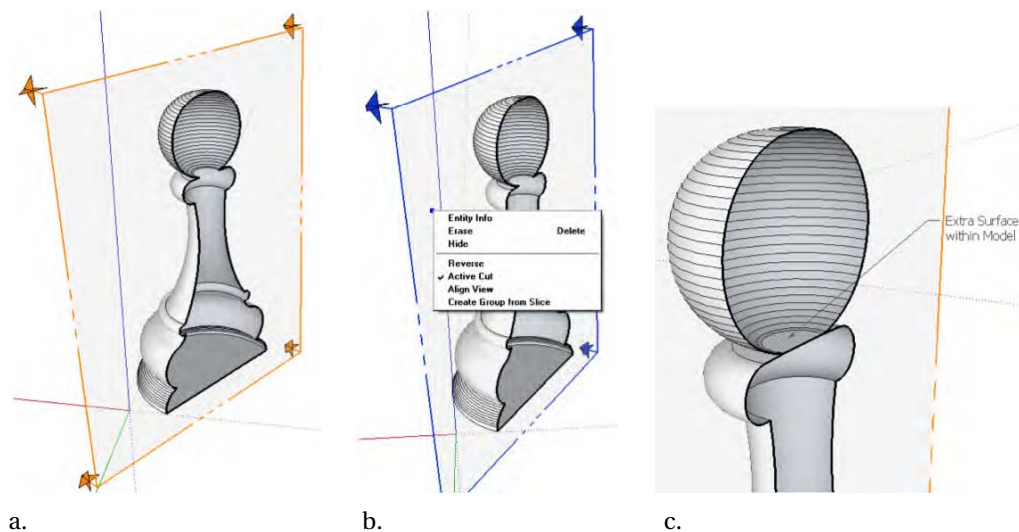 Entity Info
Erase Delete
Hide
Reverse
✓ Active Cut
Align View
Create Group from Slice
Extra Surface
within Model
a.
b.
c.